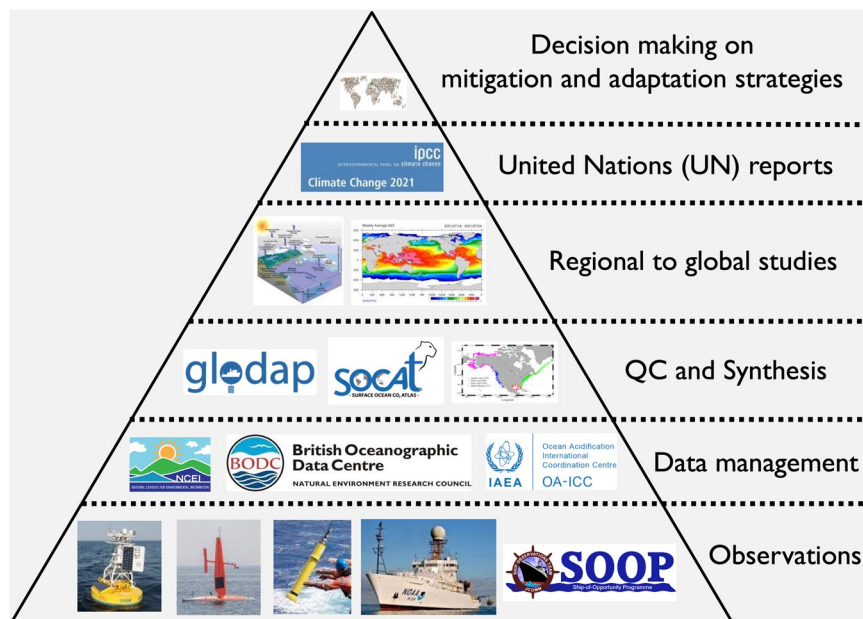 Decision making on
mitigation and adaptation strategies
ipcc
INTERGOVERNMENTAL PANEL ON climate change
Climate Change 2021
United Nations (UN) reports
Weekly Average SST
Regional to global studies
glodap
SOCAT
SURFACE OCEAN CO₂ ATLAS
QC and Synthesis
NCEI
NATIONAL CENTERS FOR ENVIRONMENTAL INFORMATION
BODC
British Oceanographic
Data Centre
NATURAL ENVIRONMENT RESEARCH COUNCIL
IAEA
Ocean Acidification
International
Coordination Centre
OA-ICC
Data management
NOAA
SOOP
Ship-of-Opportunity Programme
Observations